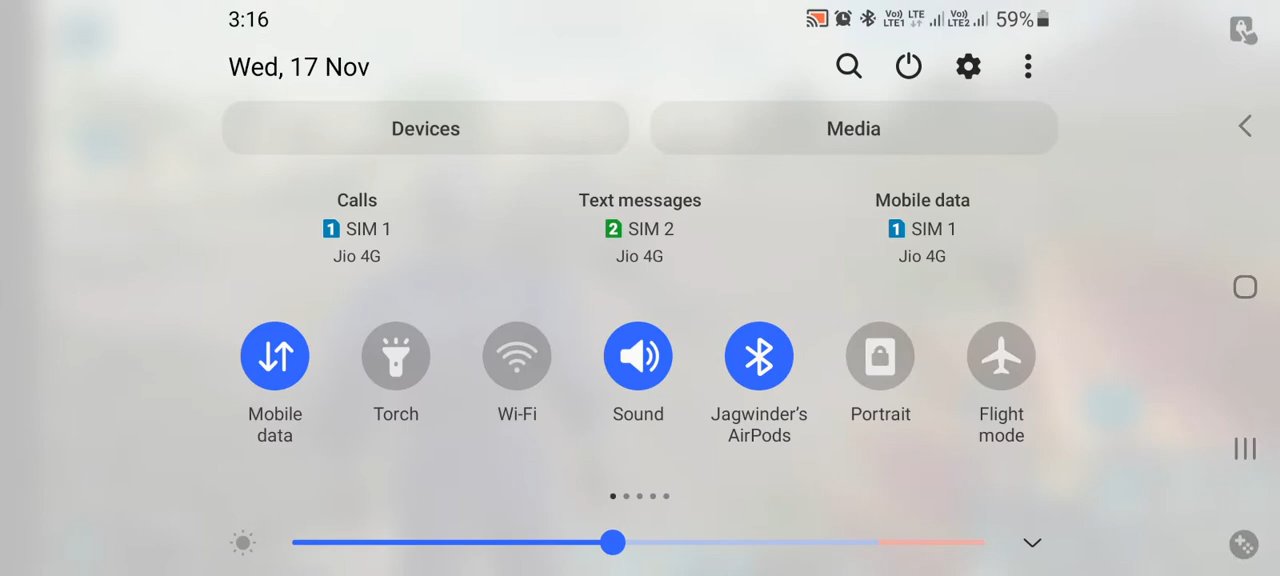 3:16
Vo) LTE1 LTE Vo) LTE2 59%
Wed, 17 Nov
Devices Media
Calls Text messages Mobile data
1 SIM 1 2 SIM 2 1 SIM 1
Jio 4G Jio 4G Jio 4G
Mobile data Torch Wi-Fi Sound Jagwinder's AirPods Portrait Flight mode